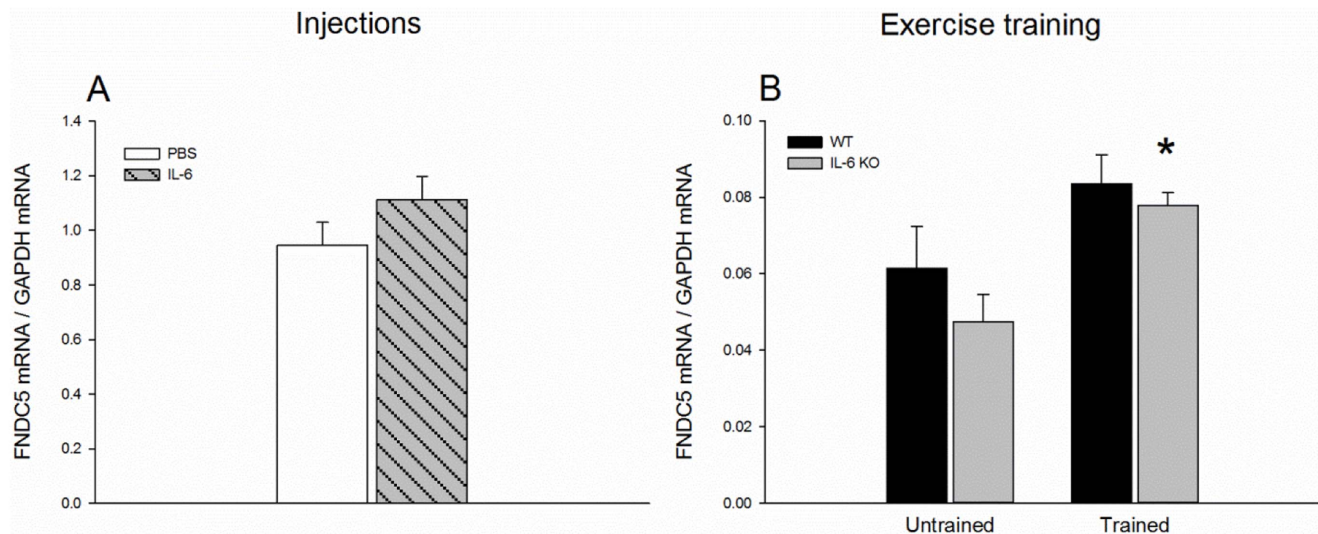 Injections
Exercise training
A
FNDC5 mRNA / GAPDH mRNA
1.4
1.2
1.0
0.8
0.6
0.4
0.2
0.0
PBS
IL-6
B
FNDC5 mRNA / GAPDH mRNA
0.10
0.08
0.06
0.04
0.02
0.00
WT
IL-6 KO
*
Untrained
Trained